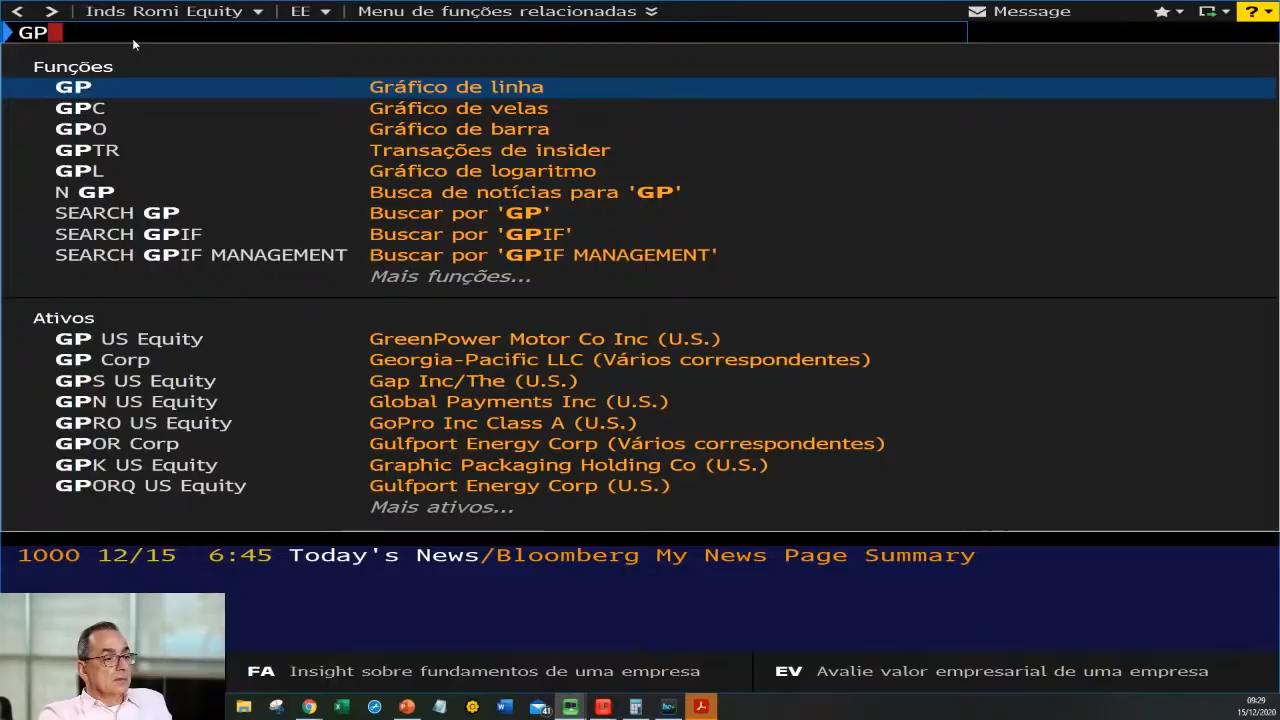 < > Inds Romi Equity EE Menu de funções relacionadas Message ?
GP
Funções
GP Gráfico de linha
GPC Gráfico de velas
GPO Gráfico de barra
GPTR Transações de insider
GPL Gráfico de logaritmo
N GP Busca de notícias para 'GP'
SEARCH GP Buscar por 'GP'
SEARCH GPIF Buscar por 'GPIF'
SEARCH GPIF MANAGEMENT Buscar por 'GPIF MANAGEMENT'
Mais funções...
Ativos
GP US Equity GreenPower Motor Co Inc (U.S.)
GP Corp Georgia-Pacific LLC (Vários correspondentes)
GPS US Equity Gap Inc/The (U.S.)
GPN US Equity Global Payments Inc (U.S.)
GPRO US Equity GoPro Inc Class A (U.S.)
GPOR Corp Gulfport Energy Corp (Vários correspondentes)
GPK US Equity Graphic Packaging Holding Co (U.S.)
GPORQ US Equity Gulfport Energy Corp (U.S.)
Mais ativos...
1000 12/15 6:45 Today's News/Bloomberg My News Page Summary
FA Insight sobre fundamentos de uma empresa EV Avalie valor empresarial de uma empresa
09:29
15/12/2020